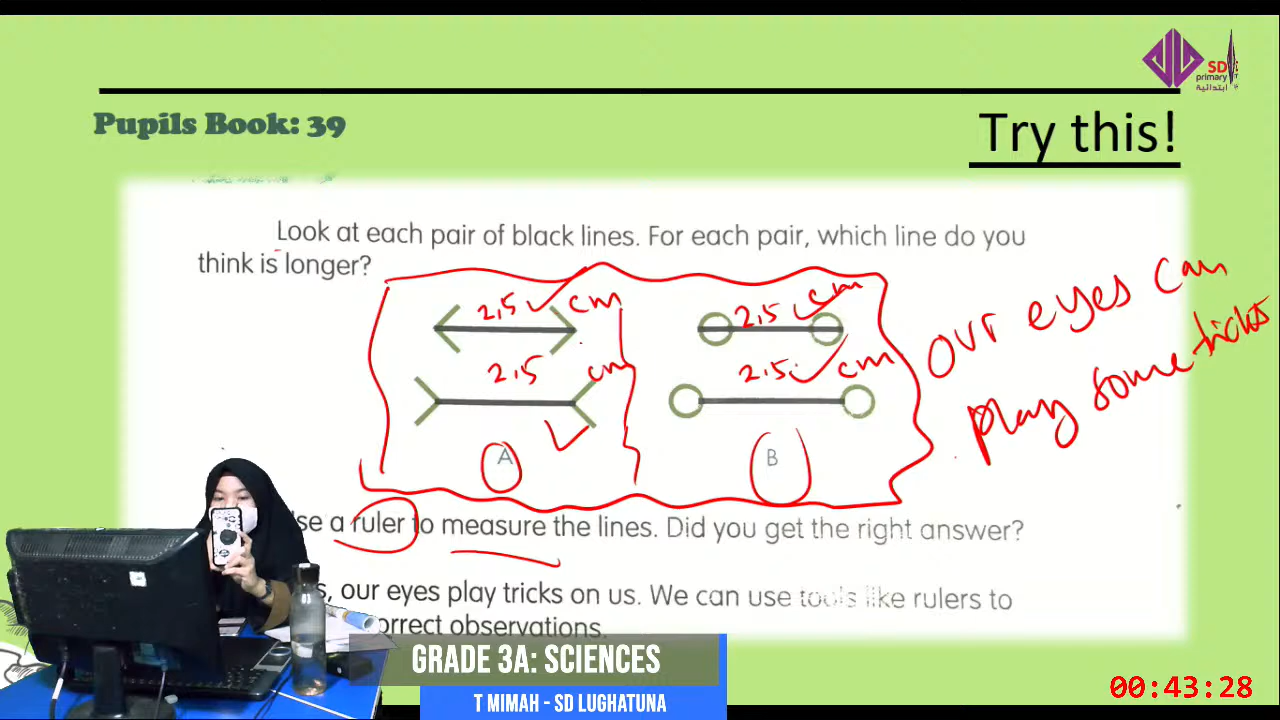 SD
primary
ابتدائية
Pupils Book: 39
Try this!
Look at each pair of black lines. For each pair, which line do you
think is longer?
2,5 cm
2.5 cm
2,5 cm
2.5 cm
A
B
our eyes can
play some tricks
se a ruler to measure the lines. Did you get the right answer?
s, our eyes play tricks on us. We can use tools like rulers to
orrect observations.
GRADE 3A: SCIENCES
T MIMAH - SD LUGHATUNA
00:43:28